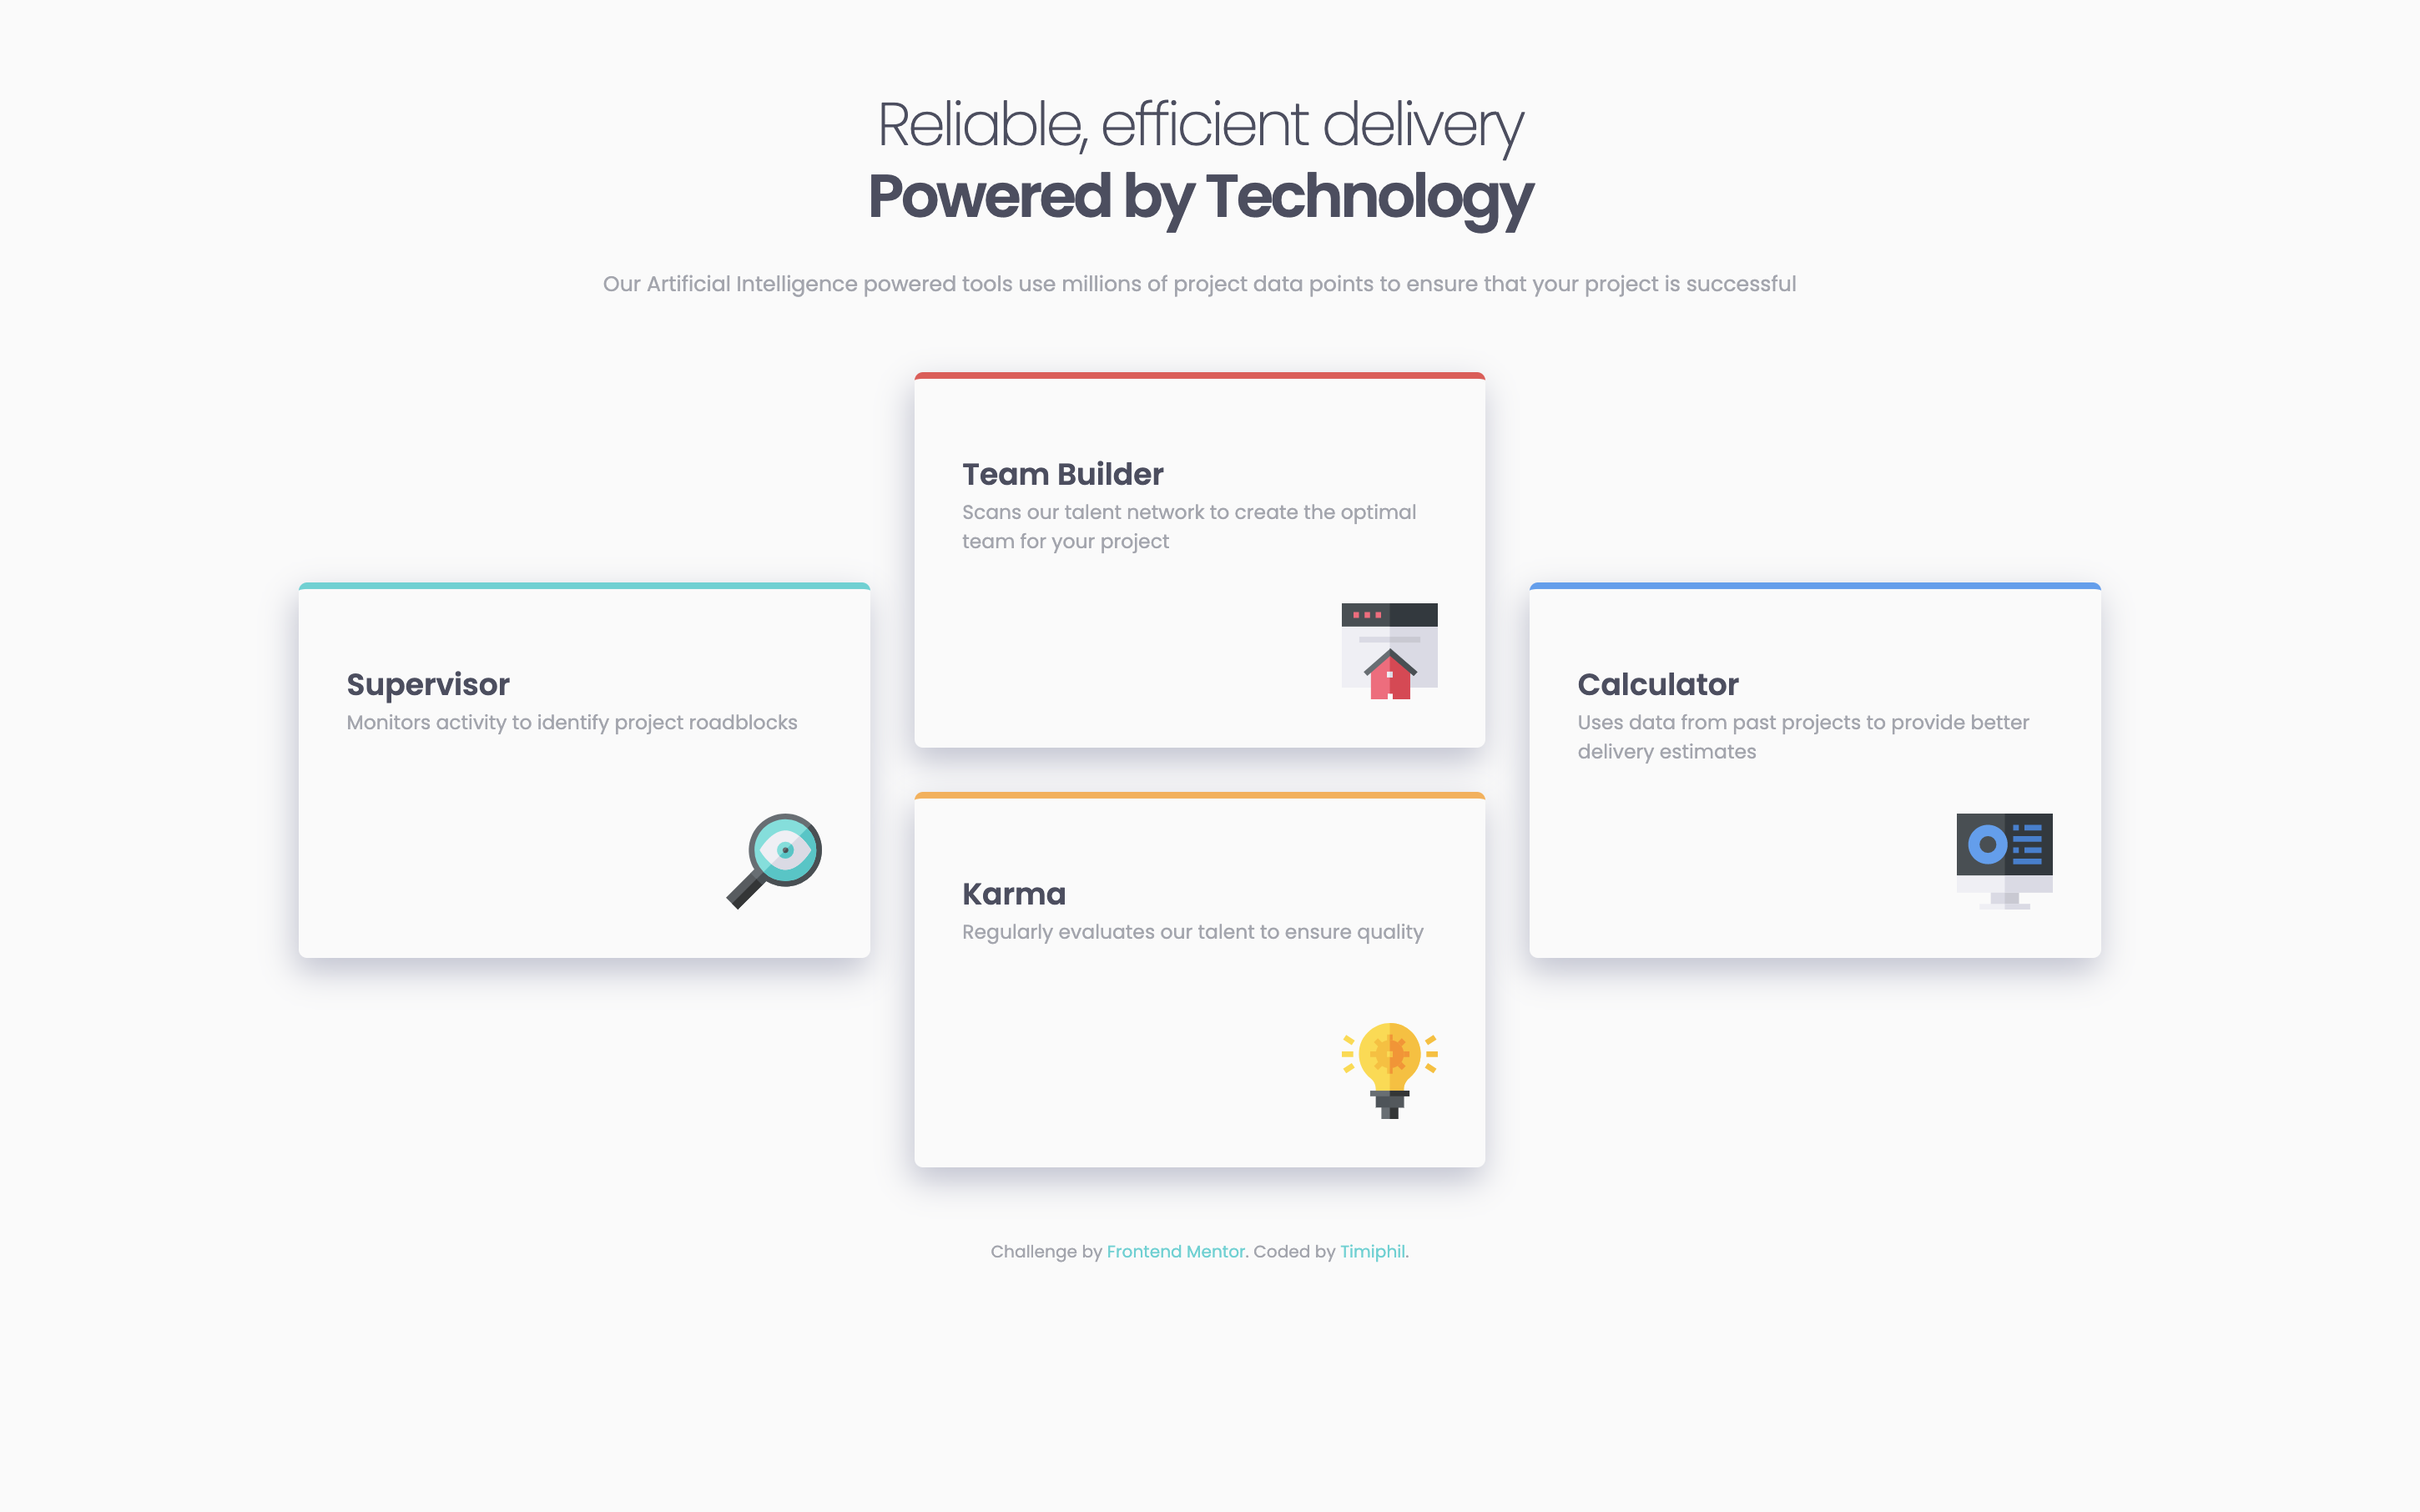 Reliable, efficient delivery
Powered by Technology
Our Artificial Intelligence powered tools use millions of project data points to ensure that your project is successful
Supervisor
Monitors activity to identify project roadblocks
Team Builder
Scans our talent network to create the optimal
team for your project
Karma
Regularly evaluates our talent to ensure quality
Calculator
Uses data from past projects to provide better
delivery estimates
Challenge by Frontend Mentor. Coded by Timiphil.